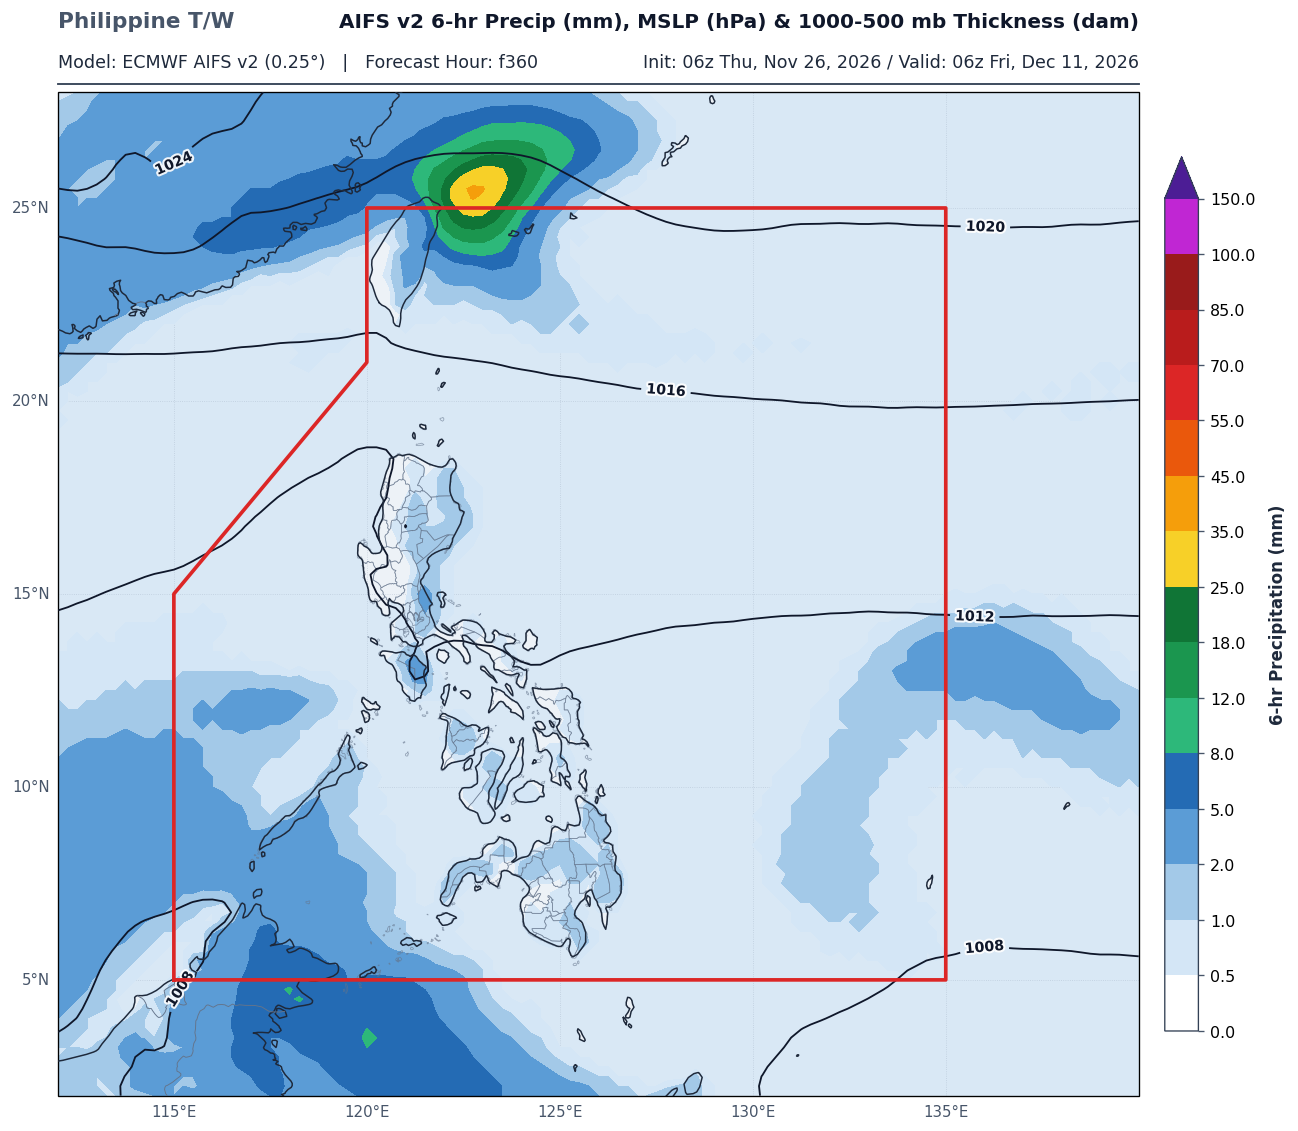 Philippine T/W
AIFS v2 6-hr Precip (mm), MSLP (hPa) & 1000-500 mb Thickness (dam)
Model: ECMWF AIFS v2 (0.25°) | Forecast Hour: f360
Init: 06z Thu, Nov 26, 2026 / Valid: 06z Fri, Dec 11, 2026
1024
1020
1016
1012
1008
1008
25°N
20°N
15°N
10°N
5°N
115°E
120°E
125°E
130°E
135°E
150.0
100.0
85.0
70.0
55.0
45.0
35.0
25.0
18.0
12.0
8.0
5.0
2.0
1.0
0.5
0.0
6-hr Precipitation (mm)